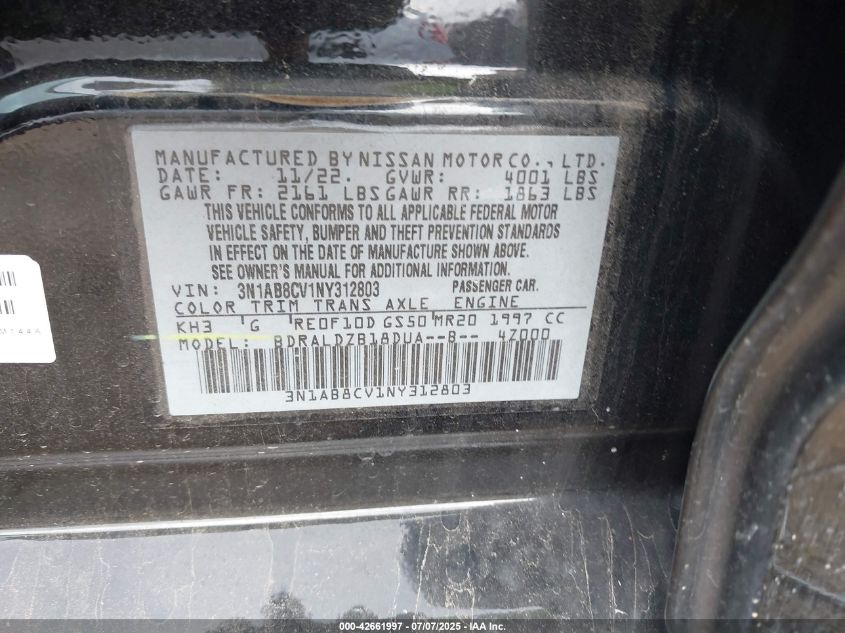 MANUFACTURED BY NISSAN MOTOR CO., LTD.
DATE: 11/22. GVWR: 4001 LBS
GAWR FR: 2161 LBS GAWR RR: 1863 LBS
THIS VEHICLE CONFORMS TO ALL APPLICABLE FEDERAL MOTOR
VEHICLE SAFETY, BUMPER AND THEFT PREVENTION STANDARDS
IN EFFECT ON THE DATE OF MANUFACTURE SHOWN ABOVE.
SEE OWNER'S MANUAL FOR ADDITIONAL INFORMATION.
VIN: 3N1AB8CV1NY312803 PASSENGER CAR.
COLOR TRIM TRANS AXLE ENGINE
KH3 G RE0F10D GS50 MR20 1997 CC
MODEL: BDRALDZB18DUA--B-- 4Z000
3N1AB8CV1NY312803
000-42661997 - 07/07/2025 - IAA Inc.